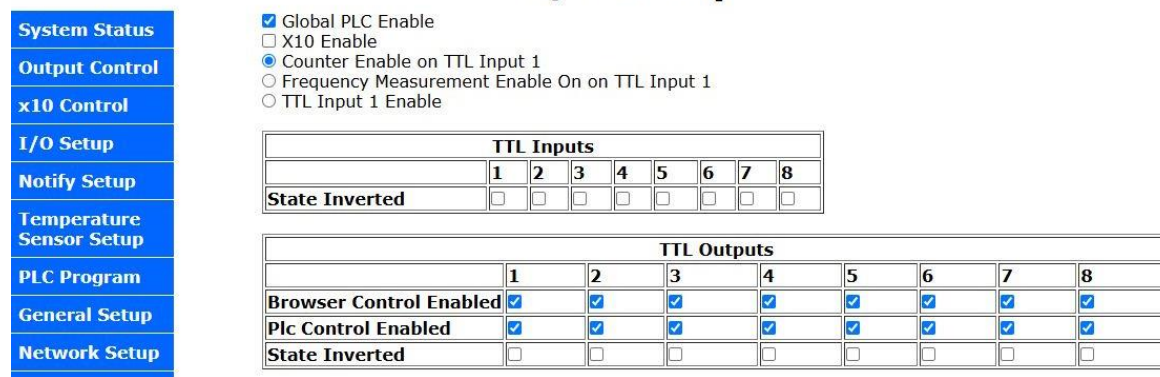 System Status
Output Control
x10 Control
I/O Setup
Notify Setup
Temperature
Sensor Setup
PLC Program
General Setup
Network Setup
Global PLC Enable
X10 Enable
Counter Enable on TTL Input 1
Frequency Measurement Enable On on TTL Input 1
TTL Input 1 Enable
TTL Inputs
1 2 3 4 5 6 7 8
State Inverted
TTL Outputs
1 2 3 4 5 6 7 8
Browser Control Enabled
Plc Control Enabled
State Inverted